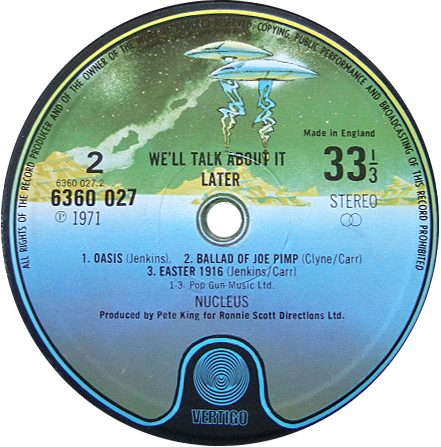 ALL RIGHTS OF THE RECORD PRODUCER AND OF THE OWNER OF THE RESERVED. COPYING, PUBLIC PERFORMANCE AND BROADCASTING OF THIS RECORD PROHIBITED
Made in England
2
WE'LL TALK ABOUT IT
LATER
33 1/3
6360 027.2
6360 027
℗ 1971
STEREO
1. OASIS (Jenkins). 2. BALLAD OF JOE PIMP (Clyne/Carr)
3. EASTER 1916 (Jenkins/Carr)
1-3. Pop Gun Music Ltd.
NUCLEUS
Produced by Pete King for Ronnie Scott Directions Ltd.
VERTIGO